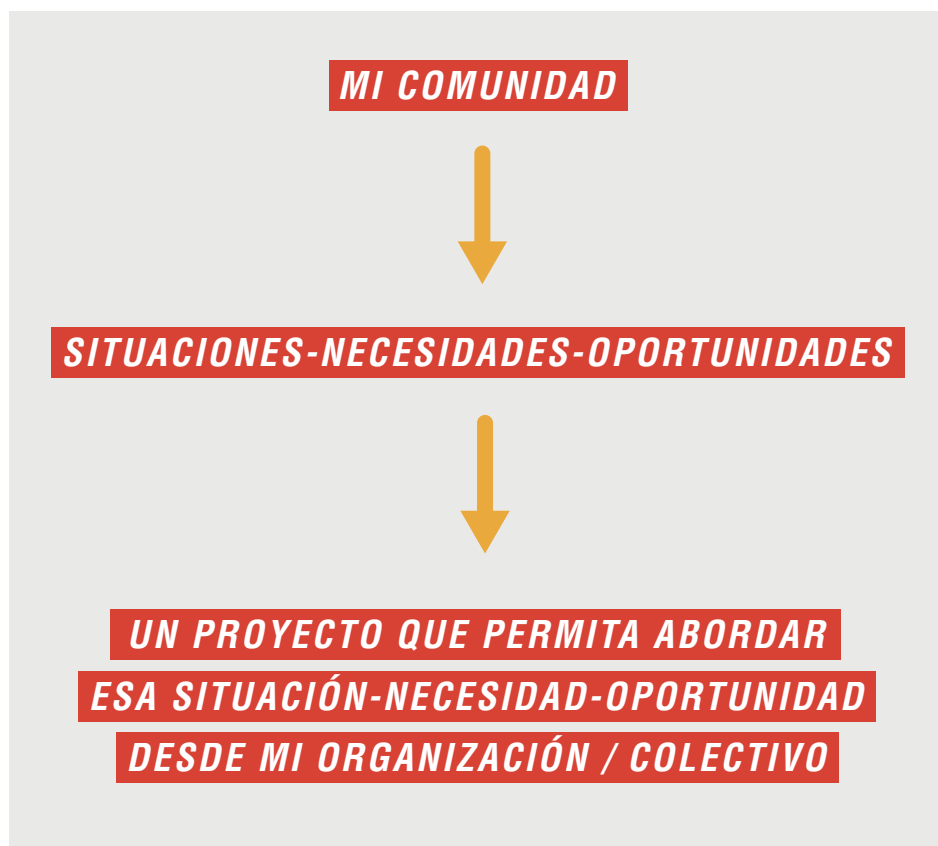 MI COMUNIDAD
SITUACIONES-NECESIDADES-OPORTUNIDADES
UN PROYECTO QUE PERMITA ABORDAR
ESA SITUACIÓN-NECESIDAD-OPORTUNIDAD
DESDE MI ORGANIZACIÓN / COLECTIVO